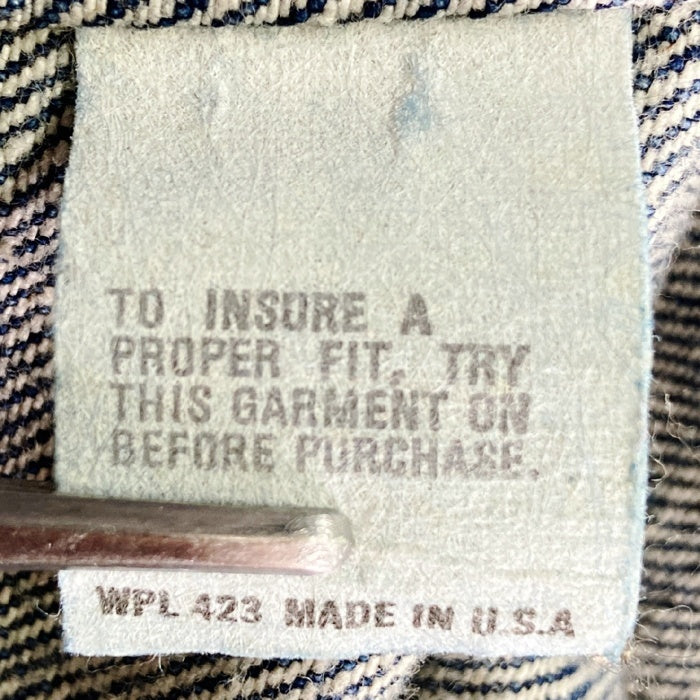 TO INSURE A
PROPER FIT, TRY
THIS GARMENT ON
BEFORE PURCHASE.
WPL 423 MADE IN U.S.A